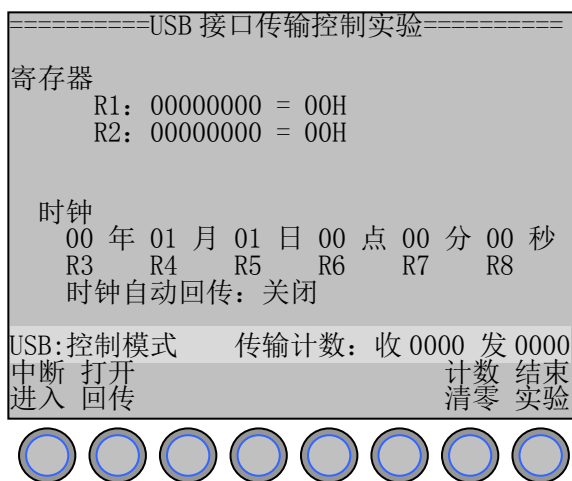 ==========USB 接口传输控制实验==========
寄存器
R1：00000000 = 00H
R2：00000000 = 00H
时钟
00 年 01 月 01 日 00 点 00 分 00 秒
R3 R4 R5 R6 R7 R8
时钟自动回传：关闭
USB:控制模式 传输计数：收 0000 发 0000
中断 打开 计数 结束
进入 回传 清零 实验